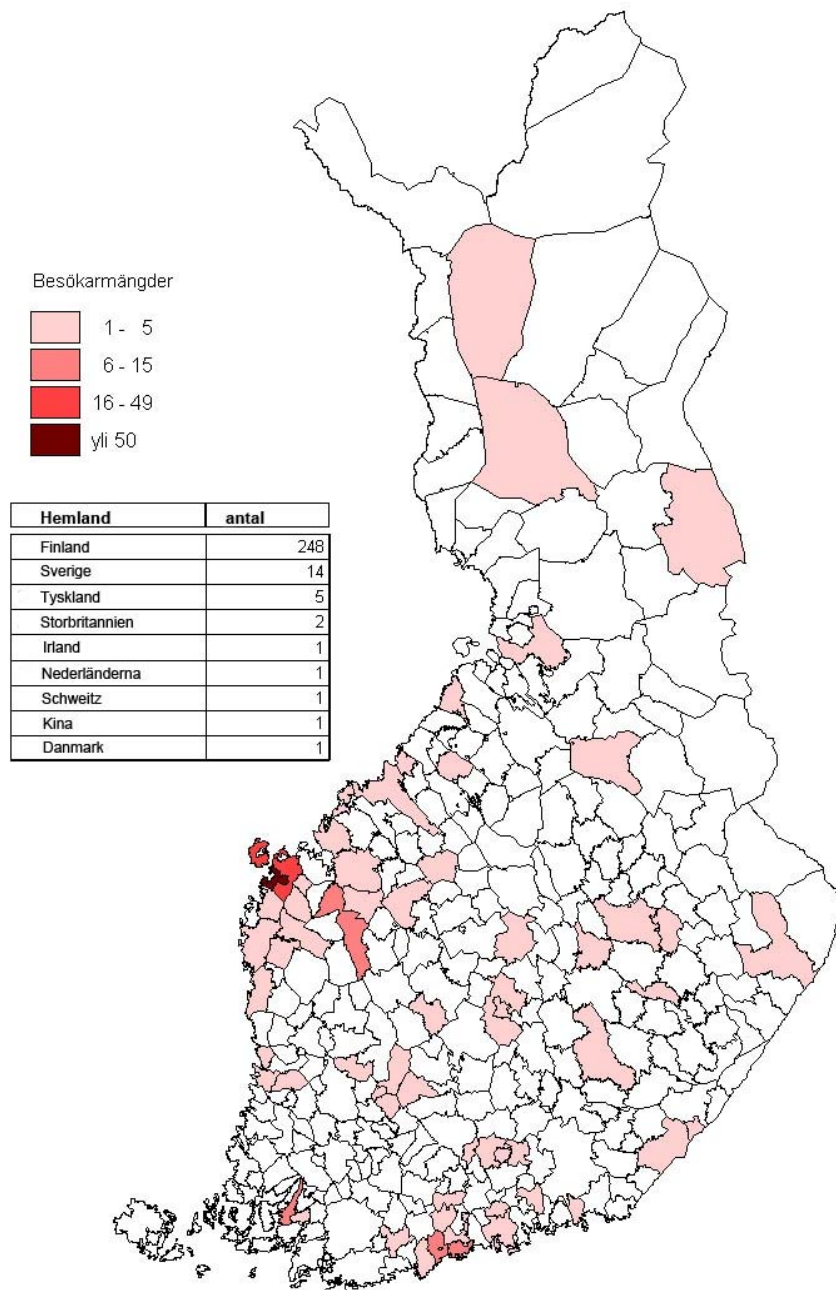 Besökarmängder
1 - 5
6 - 15
16 - 49
yli 50
Hemland antal
Finland 248
Sverige 14
Tyskland 5
Storbritannien 2
Irland 1
Nederländerna 1
Schweitz 1
Kina 1
Danmark 1